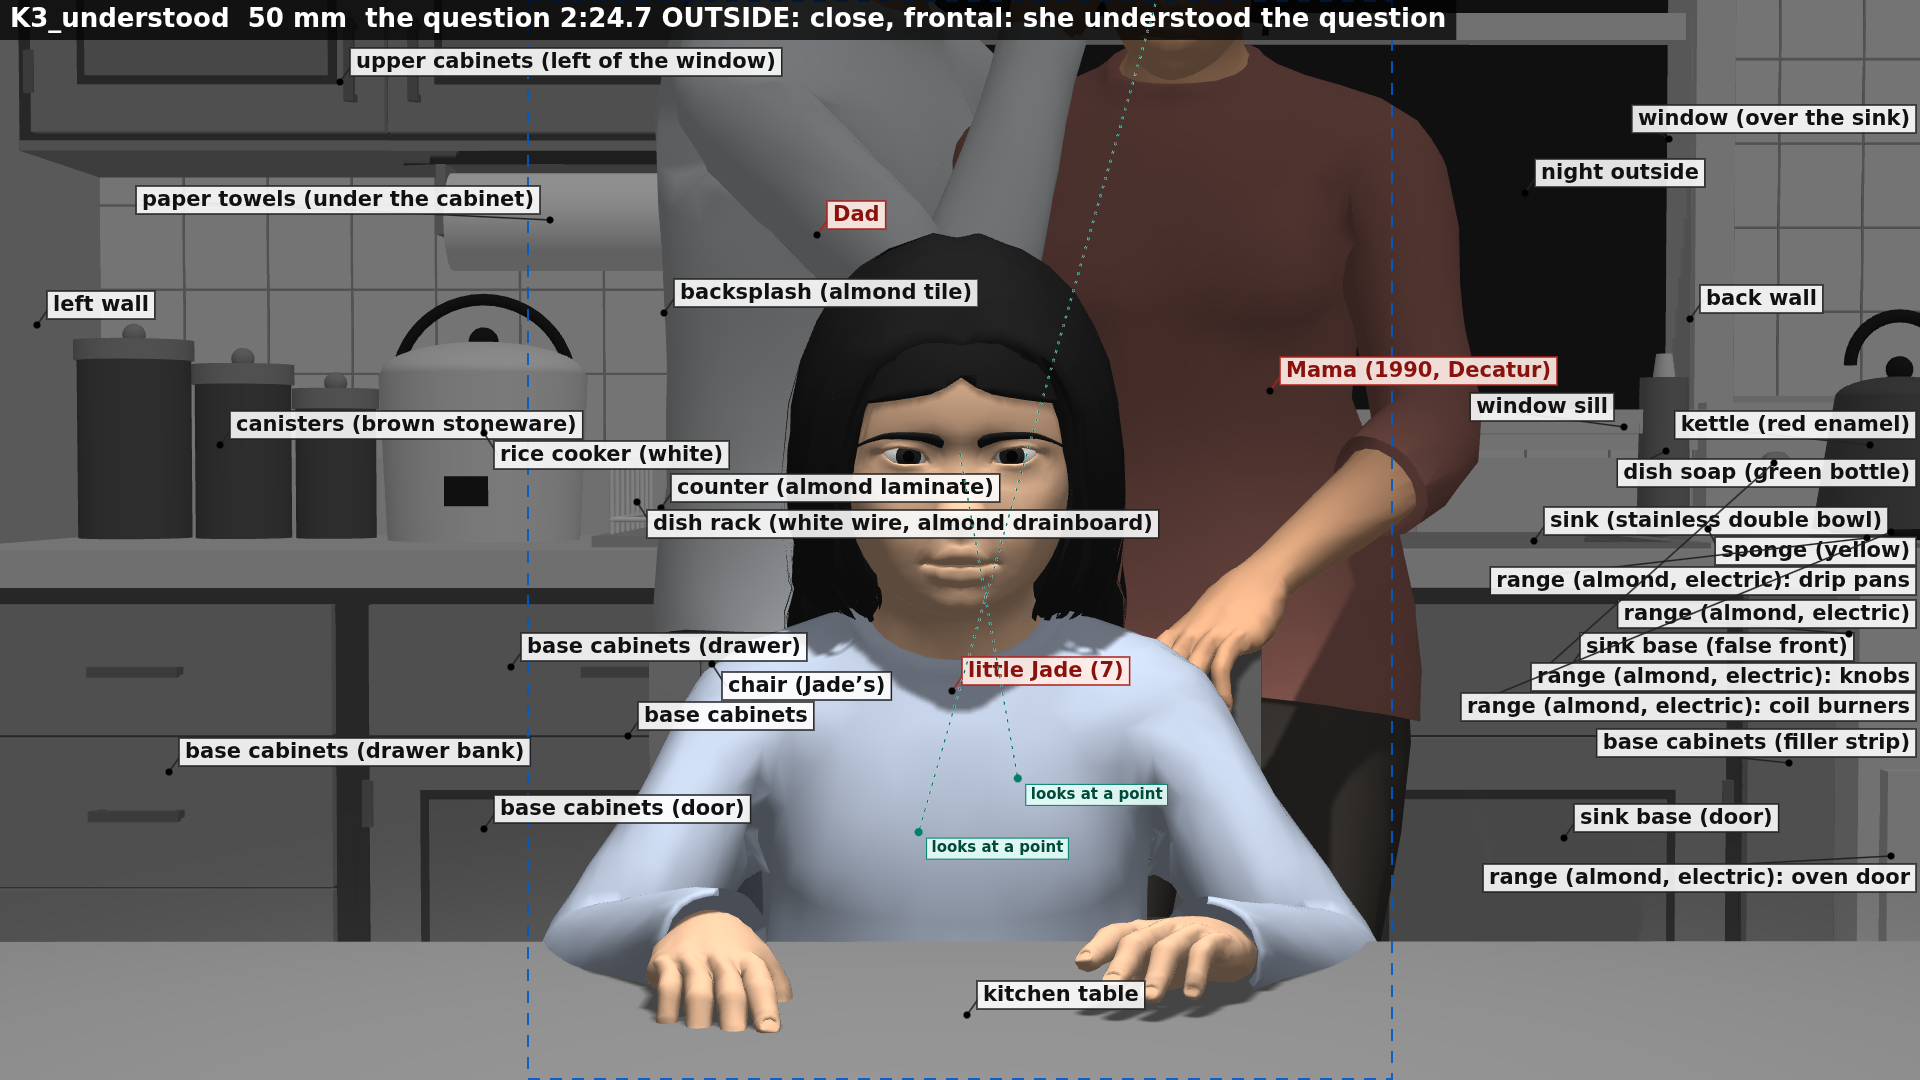 K3_understood  50 mm  the question 2:24.7 OUTSIDE: close, frontal: she understood the question
upper cabinets (left of the window)
window (over the sink)
night outside
paper towels (under the cabinet)
Dad
backsplash (almond tile)
left wall
back wall
Mama (1990, Decatur)
window sill
canisters (brown stoneware)
kettle (red enamel)
rice cooker (white)
dish soap (green bottle)
counter (almond laminate)
dish rack (white wire, almond drainboard)
sink (stainless double bowl)
sponge (yellow)
range (almond, electric): drip pans
range (almond, electric)
base cabinets (drawer)
sink base (false front)
little Jade (7)
range (almond, electric): knobs
chair (Jade’s)
range (almond, electric): coil burners
base cabinets
base cabinets (filler strip)
base cabinets (drawer bank)
looks at a point
base cabinets (door)
sink base (door)
looks at a point
range (almond, electric): oven door
kitchen table